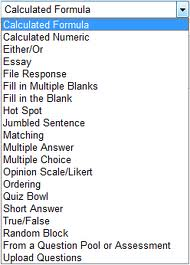 Calculated Formula
Calculated Formula
Calculated Numeric
Either/Or
Essay
File Response
Fill in Multiple Blanks
Fill in the Blank
Hot Spot
Jumbled Sentence
Matching
Multiple Answer
Multiple Choice
Opinion Scale/Likert
Ordering
Quiz Bowl
Short Answer
True/False
Random Block
From a Question Pool or Assessment
Upload Questions